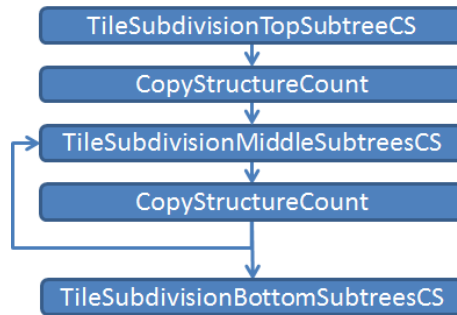 TileSubdivisionTopSubtreeCS
CopyStructureCount
TileSubdivisionMiddleSubtreesCS
CopyStructureCount
TileSubdivisionBottomSubtreesCS